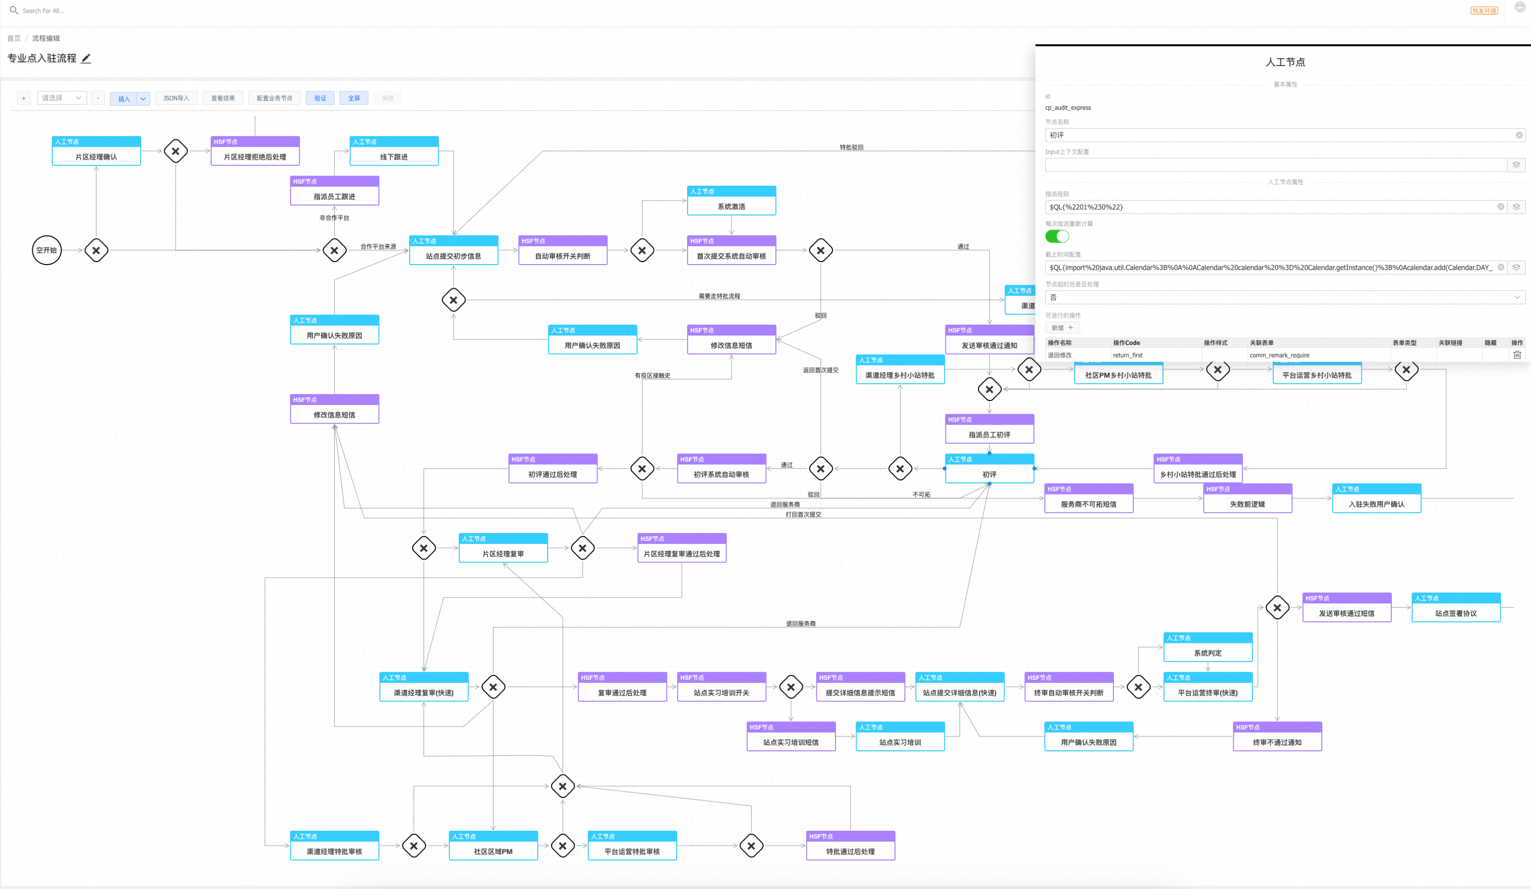 Search For All...
预发环境
首页 / 流程编辑
专业点入驻流程
+
请选择
-
插入
JSON导入
查看结果
配置业务节点
验证
全屏
人工节点
基本属性
id
cp_audit_express
节点名称
初评
Input上下文配置
人工节点属性
指派规则
$QL{%2201%230%22}
每次指派重新计算
截止时间配置
$QL{import%20java.util.Calendar%3B%0A%0ACalendar%20calendar%20%3D%20Calendar.getInstance()%3B%0Acalendar.add(Calendar.DAY_
节点超时后是否处理
否
可进行的操作
新增 +
操作名称 操作Code 操作样式 关联表单 表单类型 关联链接 隐藏 操作
退回修改 return_first comm_remark_require
人工节点
片区经理确认
HSF节点
片区经理拒绝后处理
人工节点
线下跟进
特批驳回
HSF节点
指派员工跟进
非合作平台
人工节点
系统激活
空开始
合作平台来源
人工节点
站点提交初步信息
HSF节点
自动审核开关判断
HSF节点
首次提交系统自动审核
通过
需要走特批流程
人工节点
渠道
驳回
人工节点
用户确认失败原因
人工节点
用户确认失败原因
HSF节点
修改信息短信
HSF节点
发送审核通过通知
有校区接触史
返回首次提交
人工节点
渠道经理乡村小站特批
社区PM乡村小站特批
平台运营乡村小站特批
HSF节点
修改信息短信
HSF节点
指派员工初评
HSF节点
初评通过后处理
HSF节点
初评系统自动审核
通过
人工节点
初评
HSF节点
乡村小站特批通过后处理
驳回
不可拓
退回服务商
打回首次提交
HSF节点
服务商不可拓短信
HSF节点
失败前逻辑
人工节点
入驻失败用户确认
人工节点
片区经理复审
HSF节点
片区经理复审通过后处理
退回服务商
HSF节点
发送审核通过短信
人工节点
站点签署协议
人工节点
系统判定
人工节点
渠道经理复审(快速)
HSF节点
复审通过后处理
HSF节点
站点实习培训开关
HSF节点
提交详细信息提示短信
人工节点
站点提交详细信息(快速)
HSF节点
终审自动审核开关判断
人工节点
平台运营终审(快速)
HSF节点
站点实习培训短信
人工节点
站点实习培训
人工节点
用户确认失败原因
HSF节点
终审不通过通知
人工节点
渠道经理特批审核
人工节点
社区区域PM
人工节点
平台运营特批审核
HSF节点
特批通过后处理